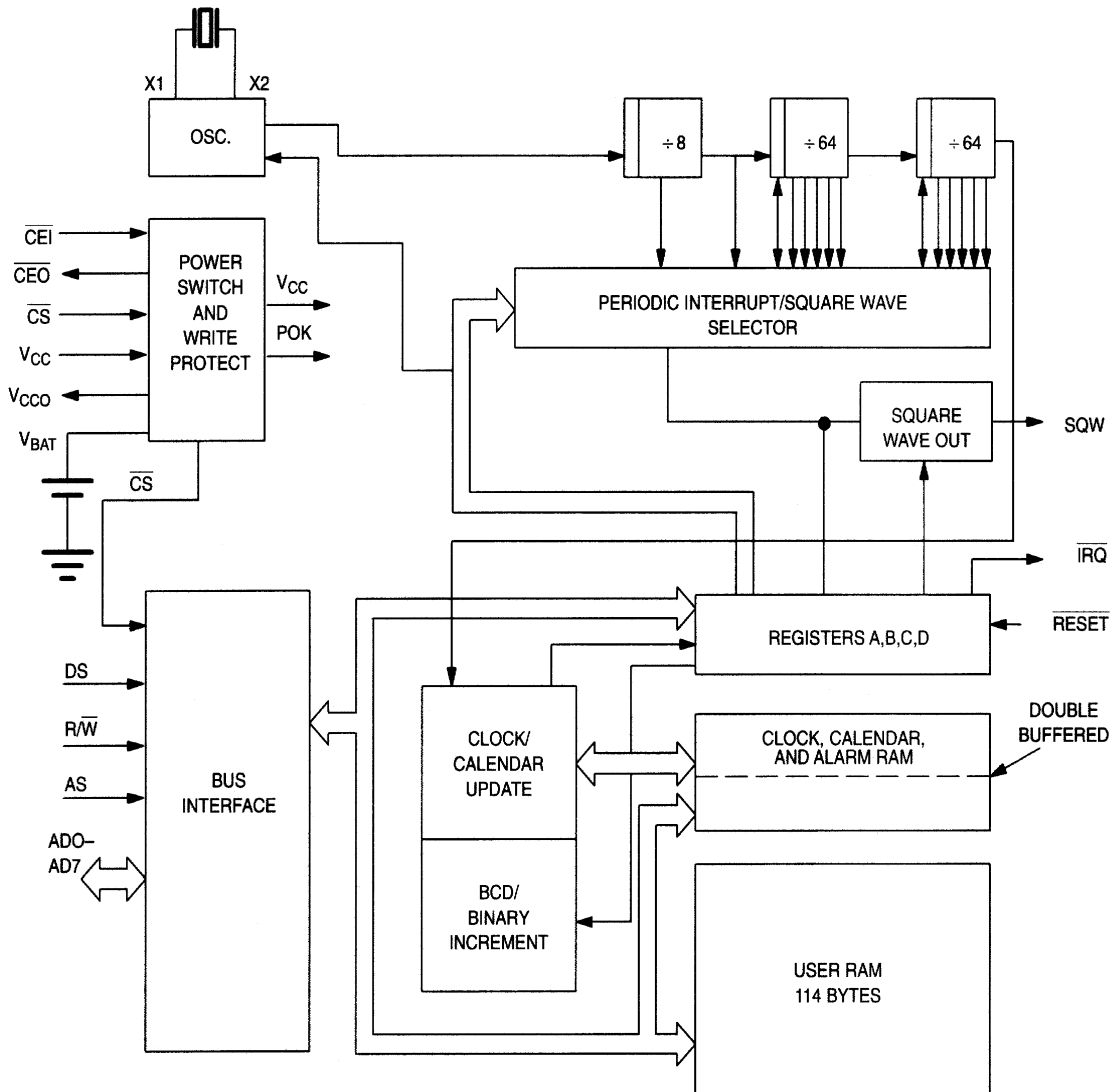 X1
X2
OSC.
÷8
÷64
÷64
CEI
CEO
CS
VCC
VCCO
VBAT
POWER
SWITCH
AND
WRITE
PROTECT
VCC
POK
CS
PERIODIC INTERRUPT/SQUARE WAVE
SELECTOR
SQUARE
WAVE OUT
SQW
IRQ
RESET
REGISTERS A,B,C,D
DS
R/W
AS
ADO–
AD7
BUS
INTERFACE
CLOCK/
CALENDAR
UPDATE
BCD/
BINARY
INCREMENT
CLOCK, CALENDAR,
AND ALARM RAM
DOUBLE
BUFFERED
USER RAM
114 BYTES